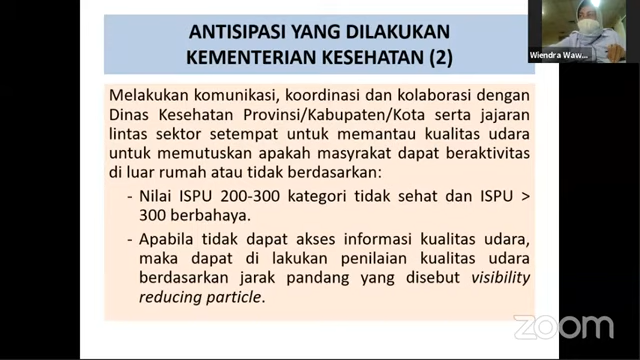 ANTISIPASI YANG DILAKUKAN
KEMENTERIAN KESEHATAN (2)
Melakukan komunikasi, koordinasi dan kolaborasi dengan
Dinas Kesehatan Provinsi/Kabupaten/Kota serta jajaran
lintas sektor setempat untuk memantau kualitas udara
untuk memutuskan apakah masyrakat dapat beraktivitas
di luar rumah atau tidak berdasarkan:
- Nilai ISPU 200-300 kategori tidak sehat dan ISPU >
300 berbahaya.
- Apabila tidak dapat akses informasi kualitas udara,
maka dapat di lakukan penilaian kualitas udara
berdasarkan jarak pandang yang disebut visibility
reducing particle.
Wiendra Waw...
zoom